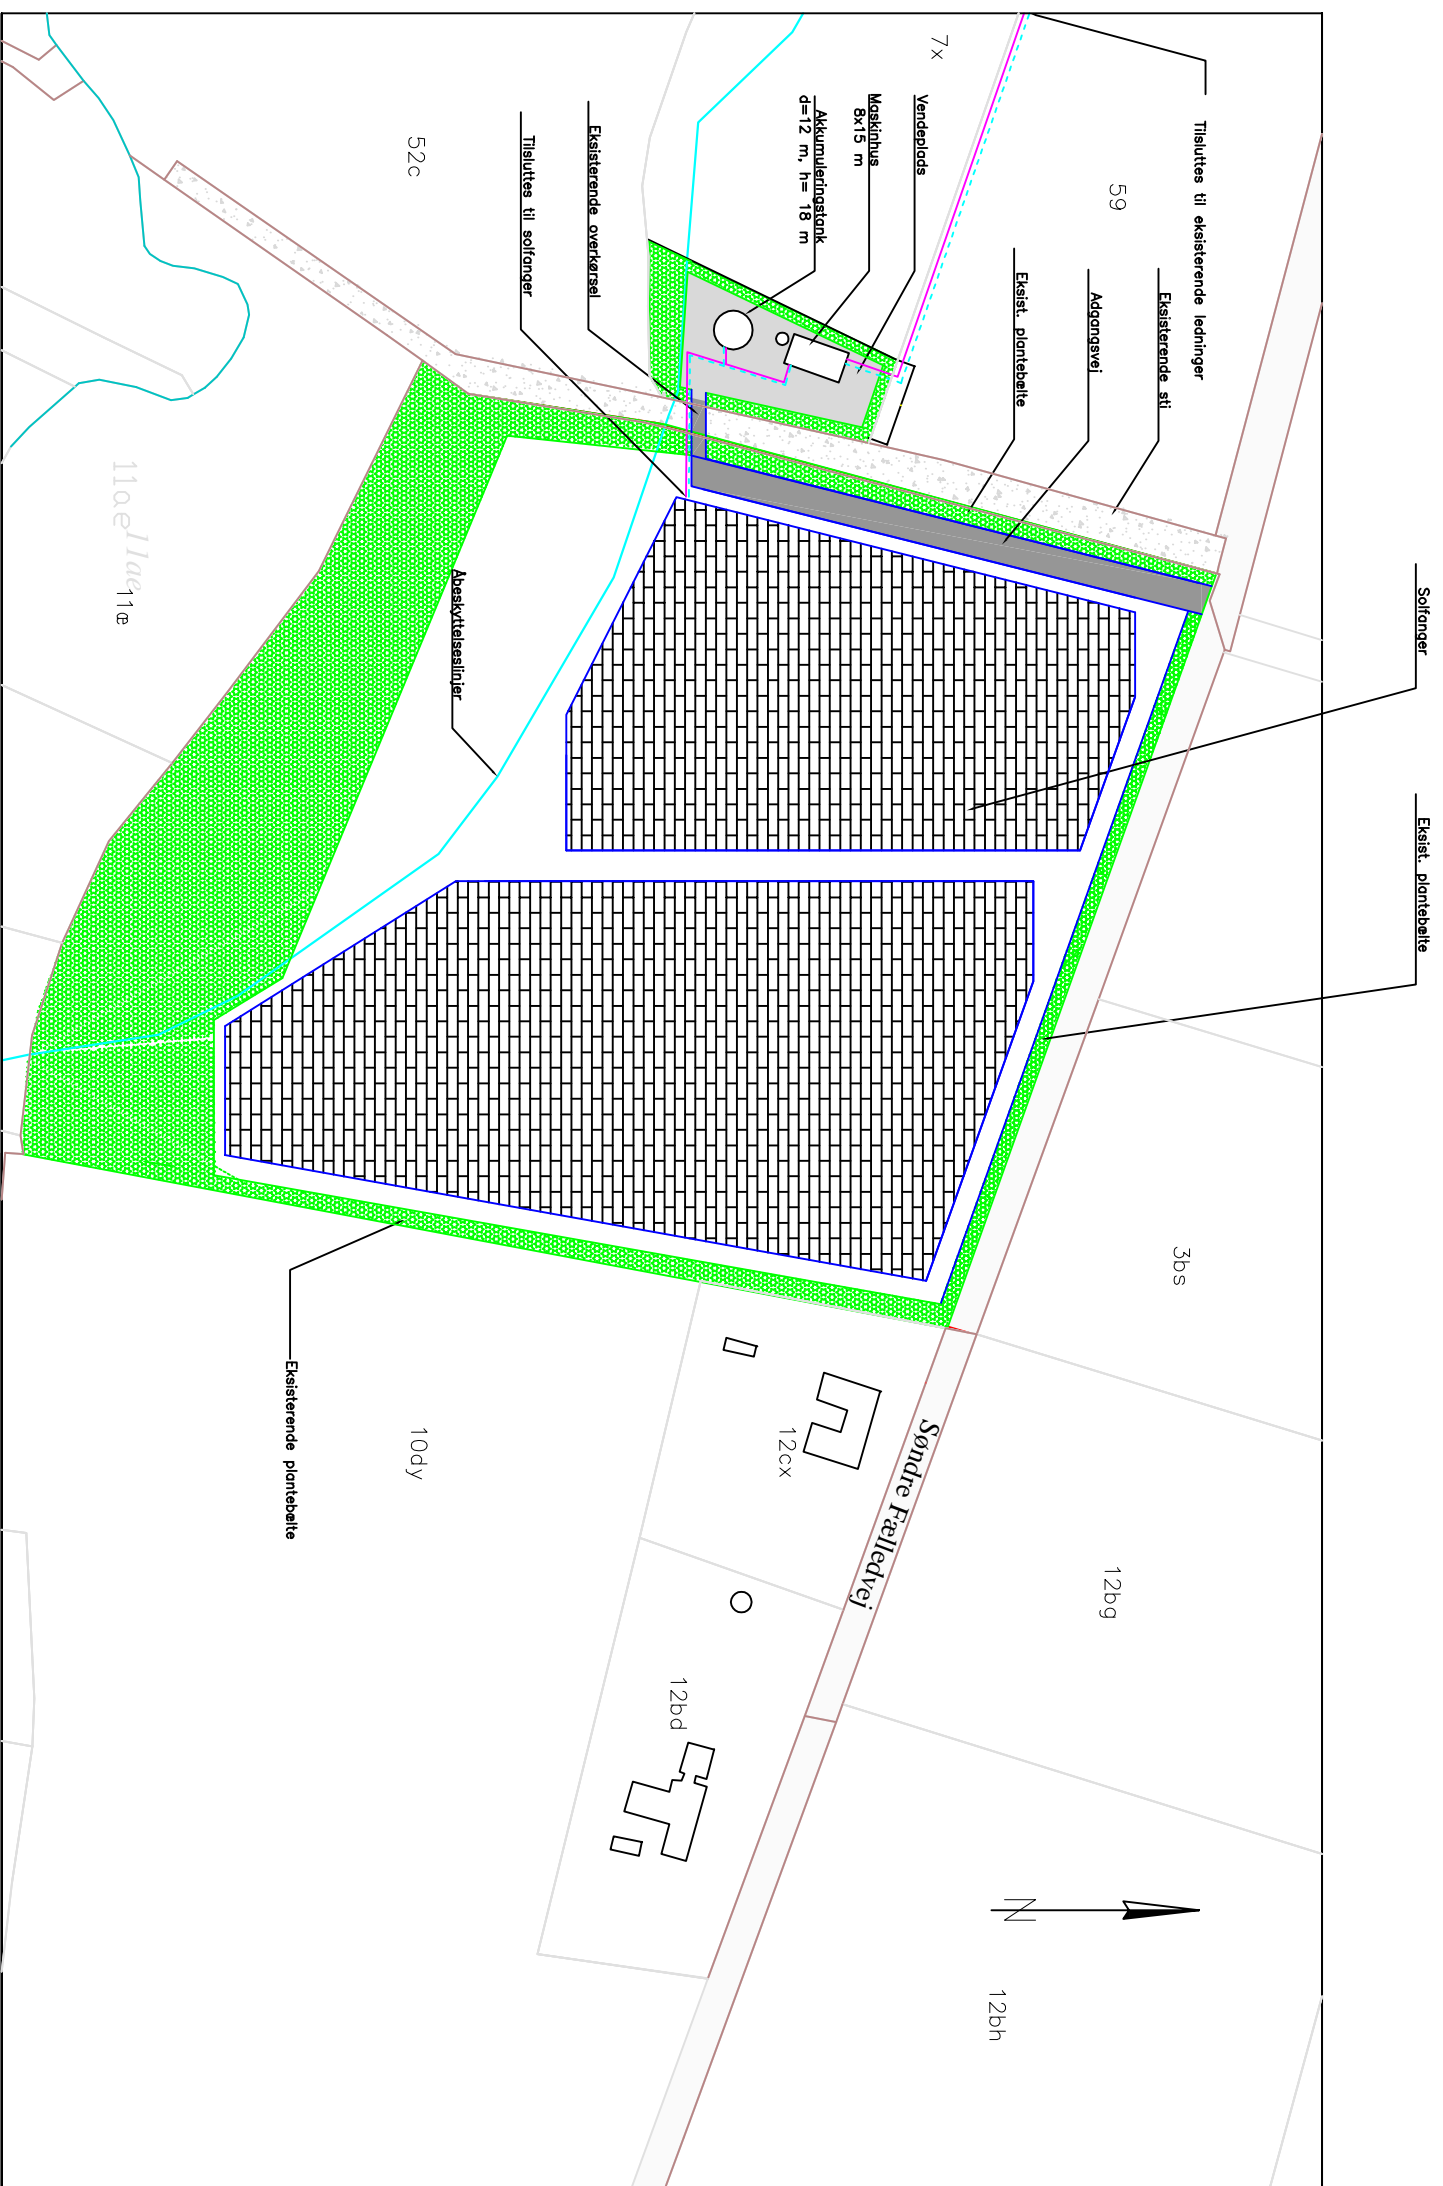 Solfanger
Eksist. plantebælte
Tilsluttes til eksisterende ledninger
Eksisterende sti
Adgangsvej
Eksist. plantebælte
Vendeplads
Maskinhus
8x15 m
Akkumuleringstank
d=12 m, h= 18 m
Eksisterende overkørsel
Tilsluttes til solfanger
Åbeskyttelseslinjer
Eksisterende plantebælte
Søndre Fælledvej
7x
59
52c
11æ
3bs
12cx
10dy
12bg
12bd
12bh
N